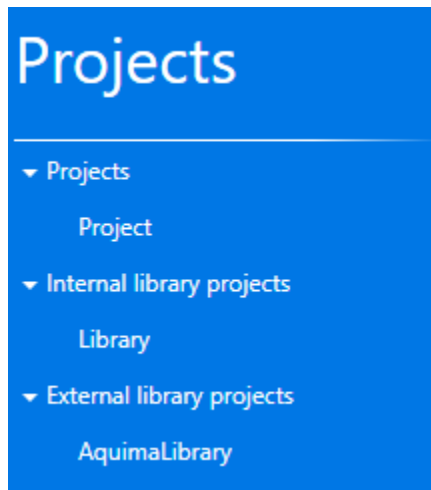 Projects
Projects
Project
Internal library projects
Library
External library projects
AquimaLibrary